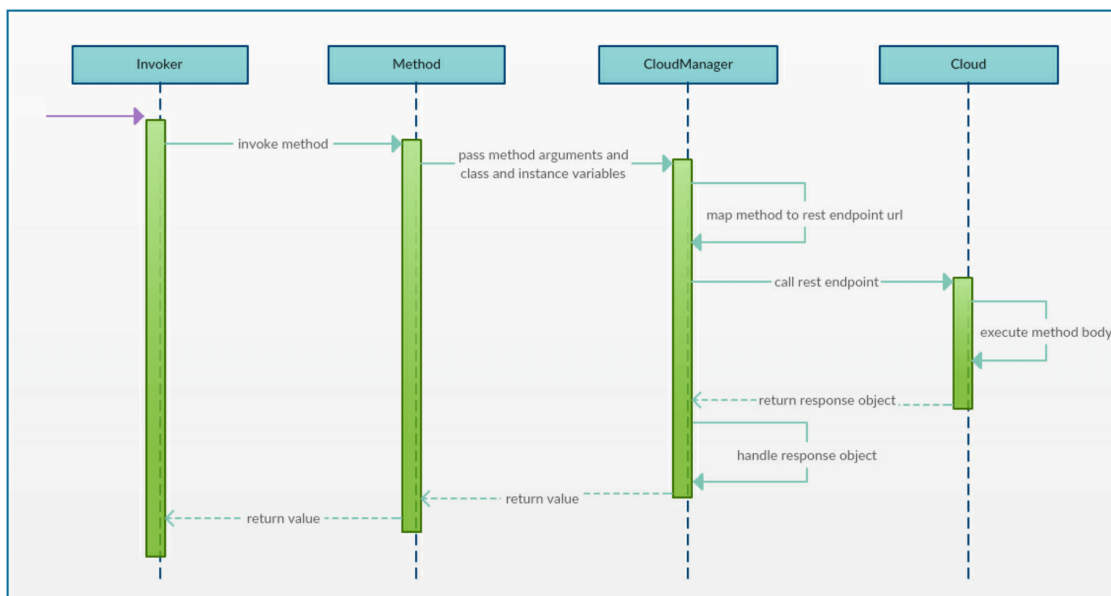 Invoker
Method
CloudManager
Cloud
invoke method
pass method arguments and
class and instance variables
map method to rest endpoint url
call rest endpoint
execute method body
return response object
handle response object
return value
return value